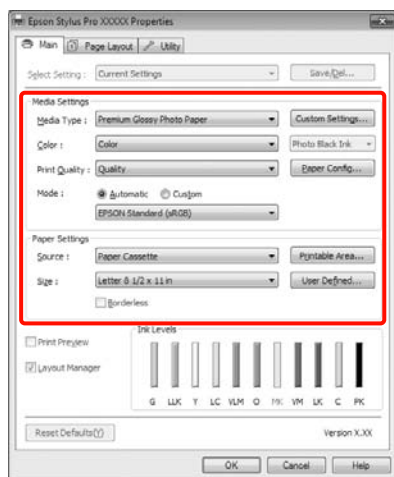 Epson Stylus Pro XXXXX Properties
Main Page Layout Utility
Select Setting : Current Settings Save/Del...
Media Settings
Media Type : Premium Glossy Photo Paper Custom Settings...
Color : Color Photo Black Ink
Print Quality : Quality Paper Config...
Mode : Automatic Custom
EPSON Standard (sRGB)
Paper Settings
Source : Paper Cassette Printable Area...
Size : Letter 8 1/2 x 11 in User Defined...
Borderless
Ink Levels
Print Preview
Layout Manager
G LLK Y LC VLM O MK VM LK C PK
Reset Defaults(Y) Version X.XX
OK Cancel Help